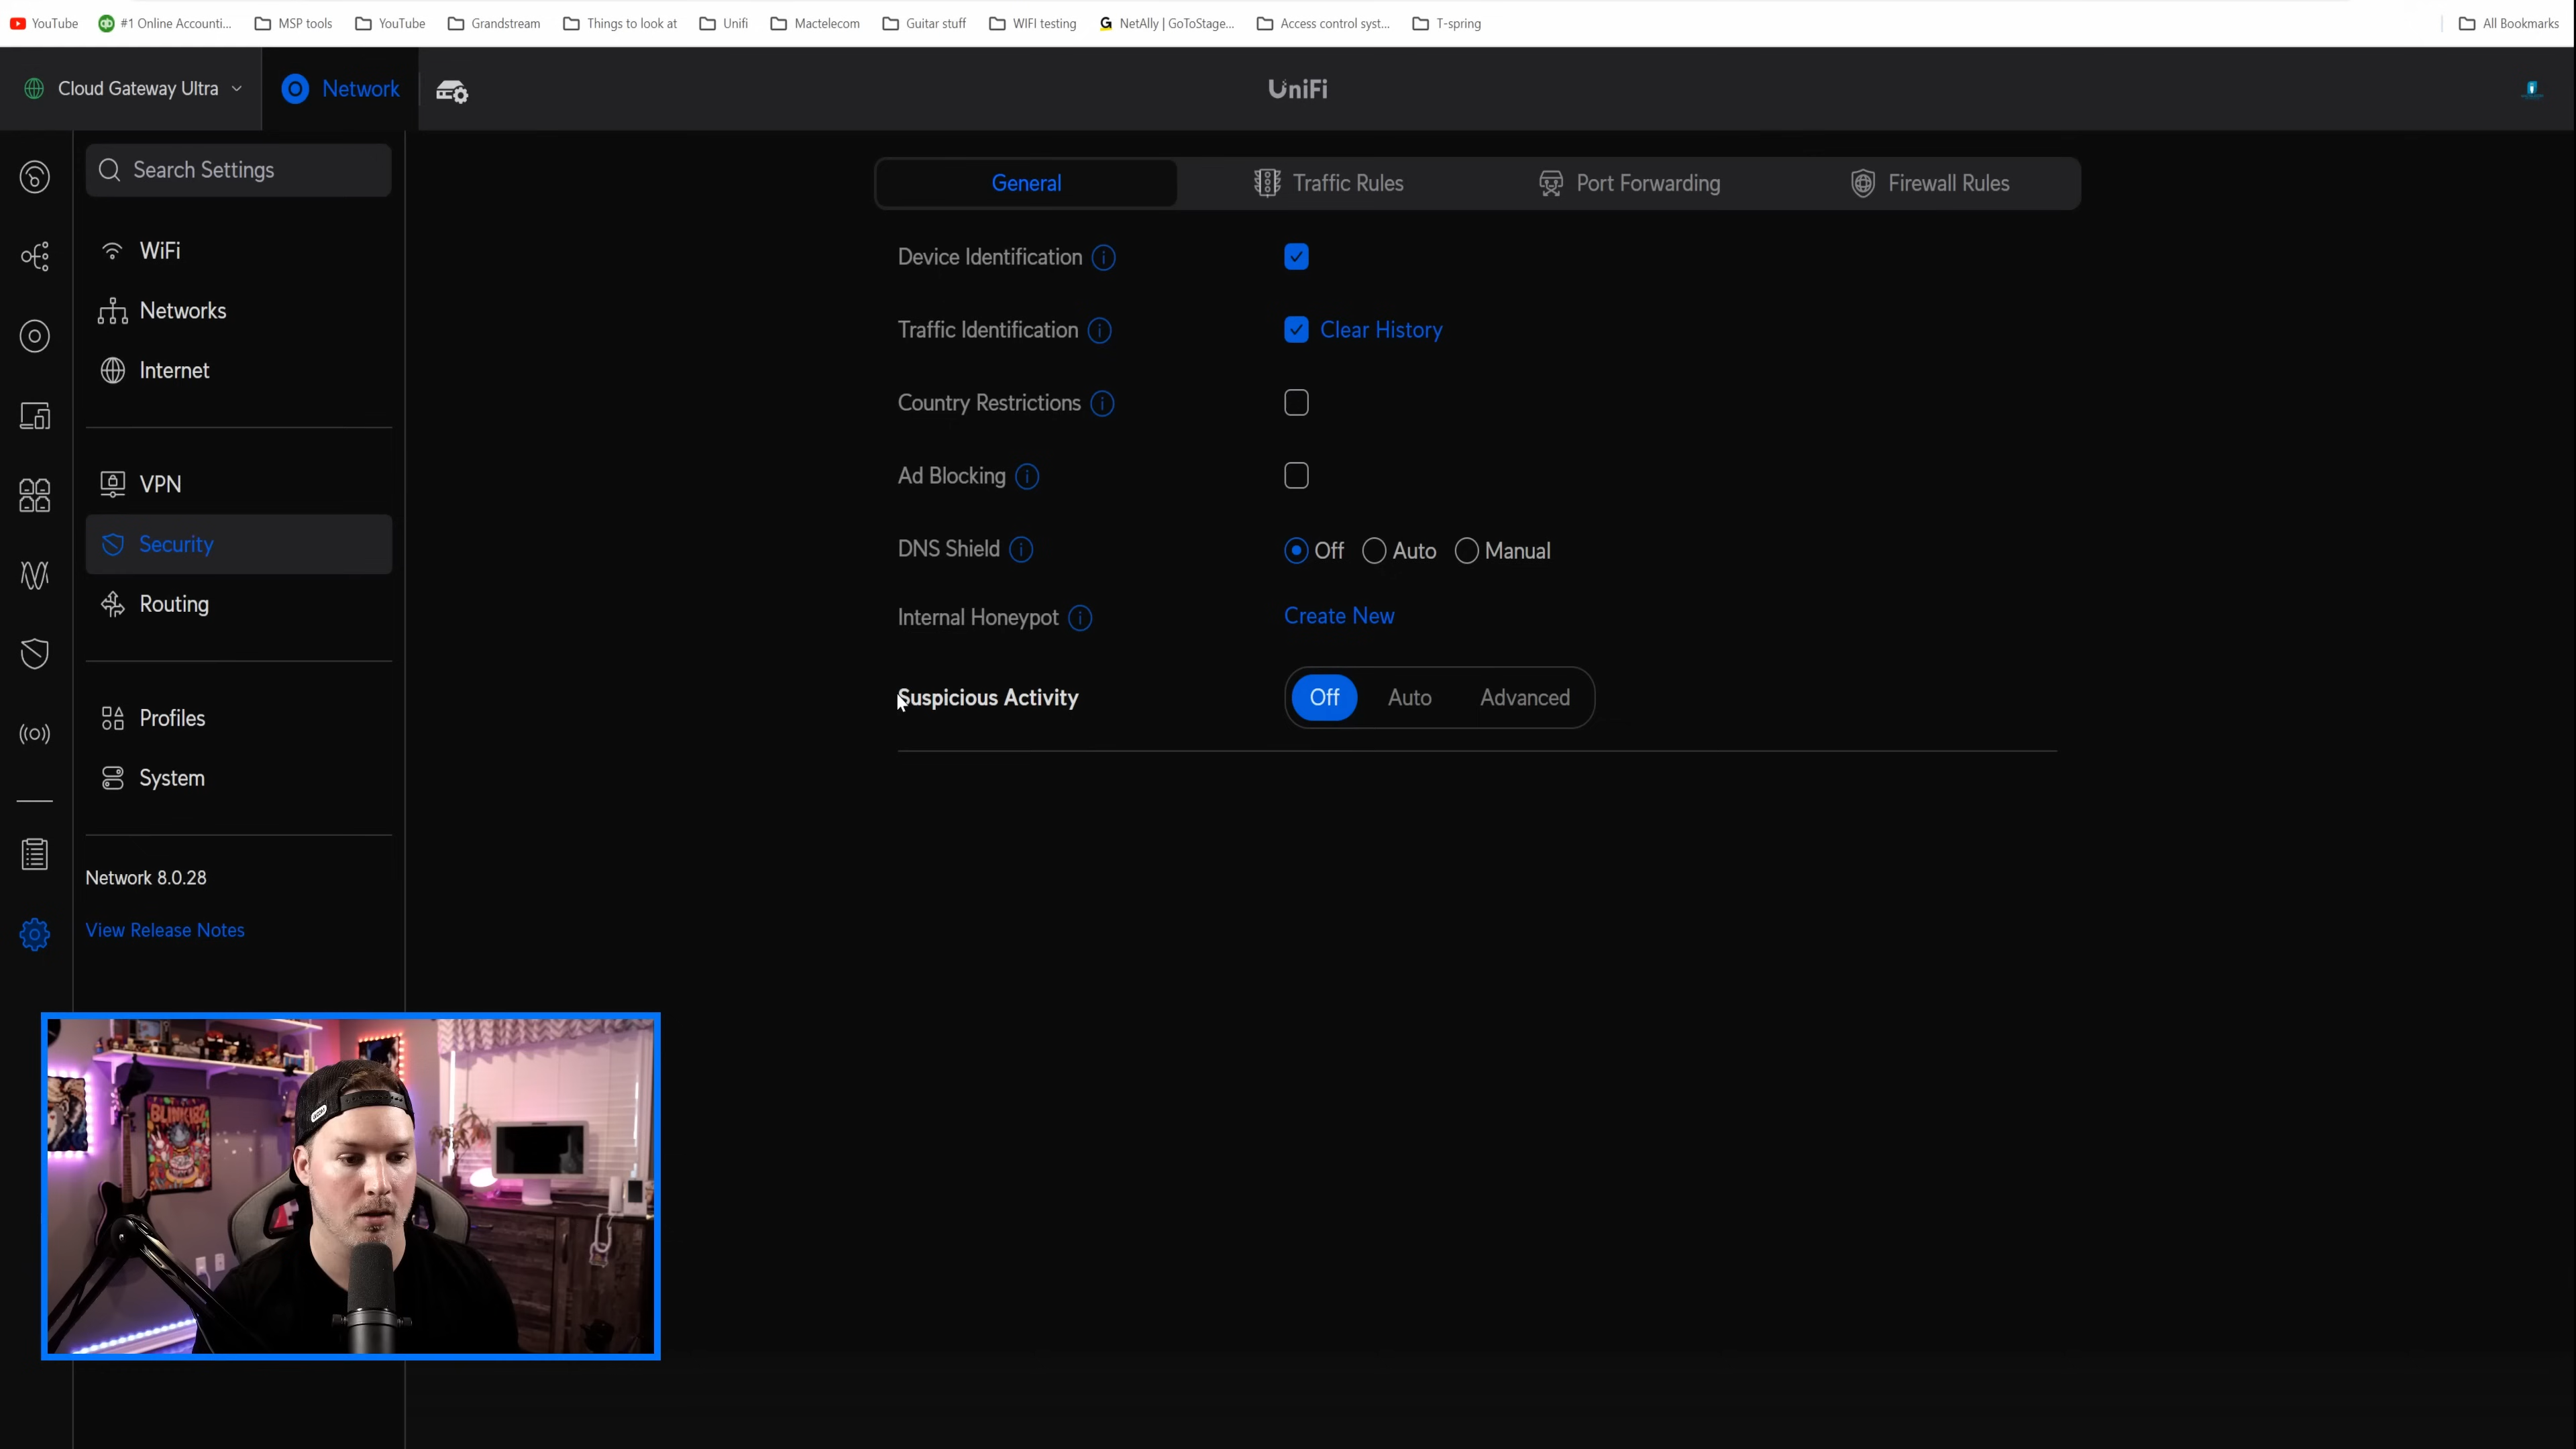 YouTube #1 Online Accounti... MSP tools YouTube Grandstream Things to look at Unifi Mactelecom Guitar stuff WIFI testing NetAlly | GoToStage... Access control syst... T-spring All Bookmarks
Cloud Gateway Ultra Network UniFi
Search Settings
WiFi
Networks
Internet
VPN
Security
Routing
Profiles
System
Network 8.0.28
View Release Notes
General Traffic Rules Port Forwarding Firewall Rules
Device Identification
Traffic Identification Clear History
Country Restrictions
Ad Blocking
DNS Shield Off Auto Manual
Internal Honeypot Create New
Suspicious Activity Off Auto Advanced